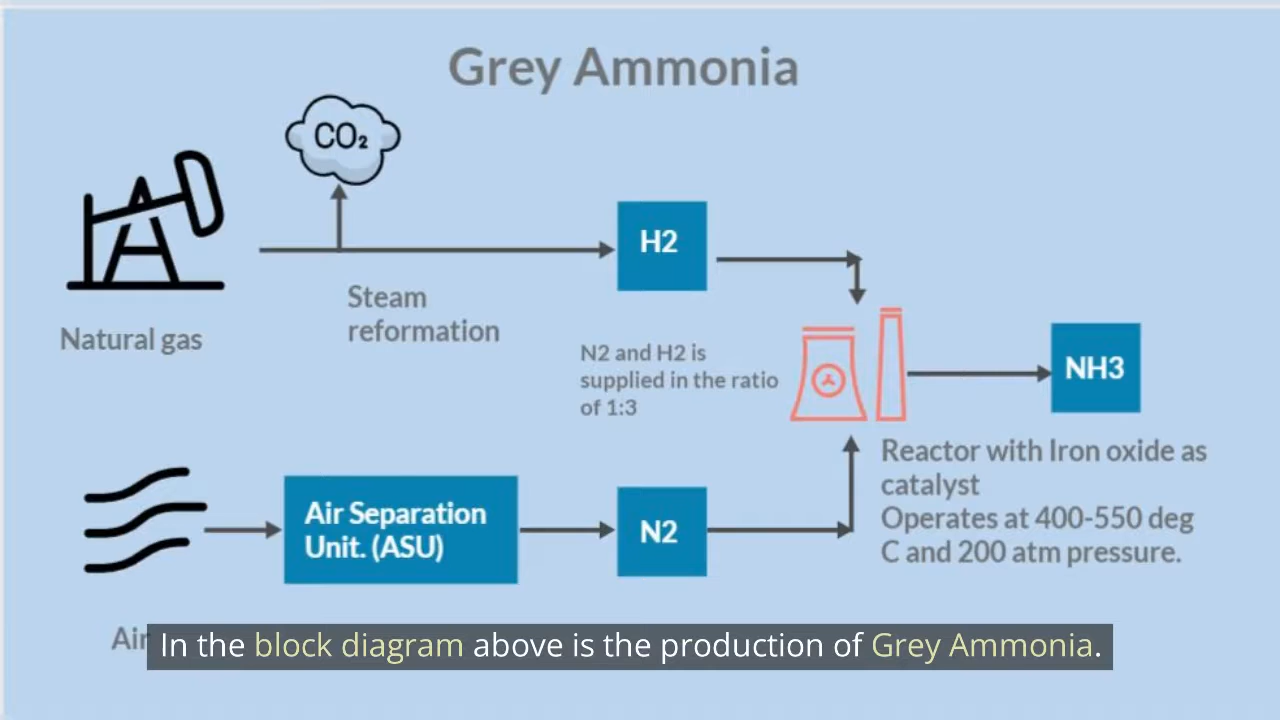 Grey Ammonia
CO₂
H2
Steam
reformation
Natural gas
N2 and H2 is
supplied in the ratio
of 1:3
NH3
Reactor with Iron oxide as
catalyst
Operates at 400-550 deg
C and 200 atm pressure.
Air Separation
Unit. (ASU)
N2
Air
In the block diagram above is the production of Grey Ammonia.